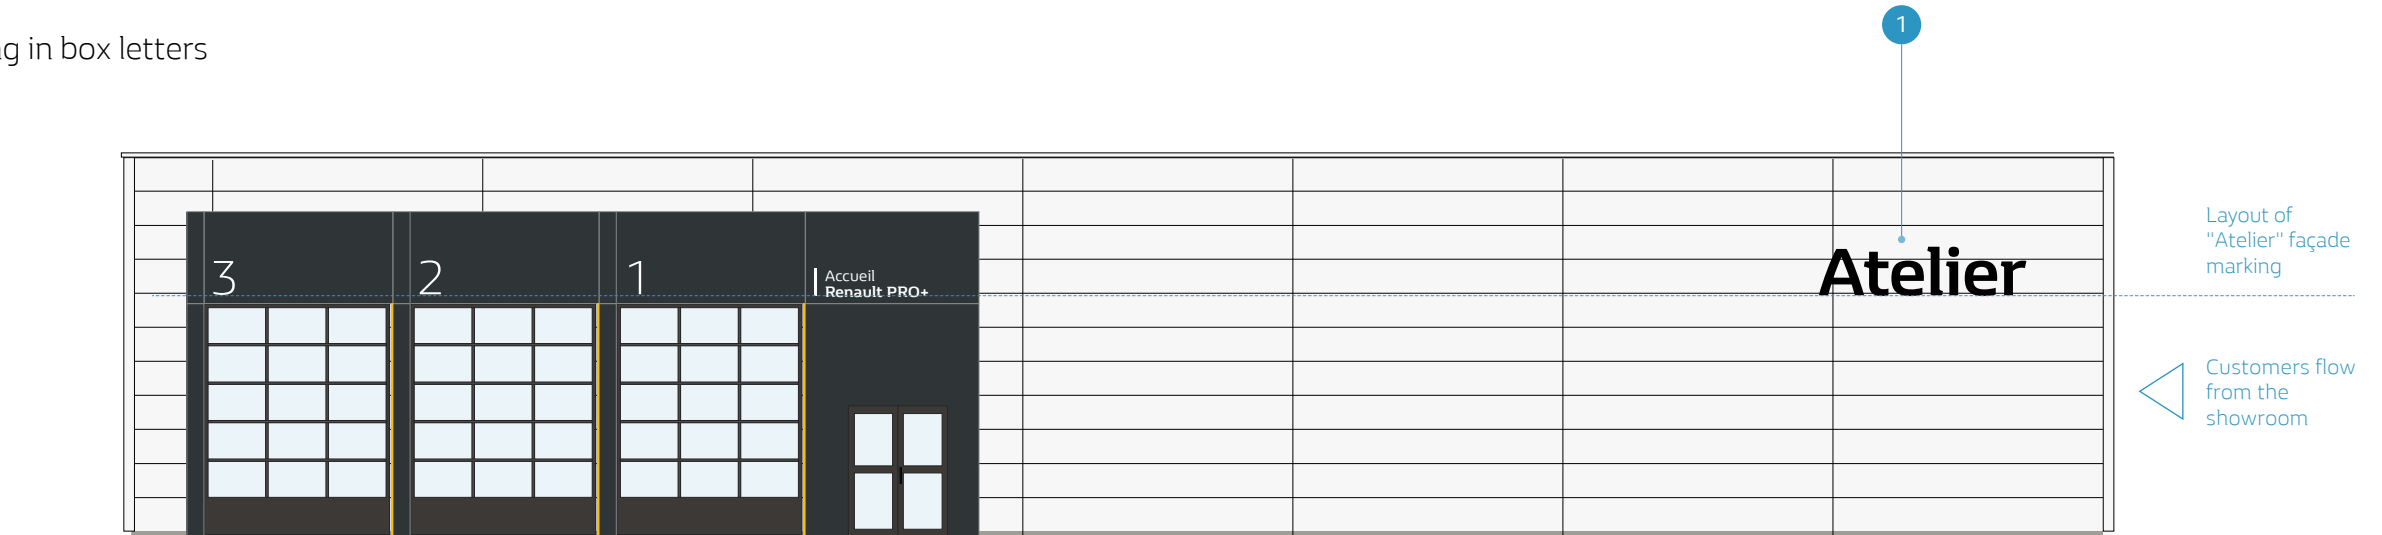 in box letters
1
Layout of
"Atelier" façade
marking
3
2
1
Accueil
Renault PRO+
Atelier
Customers flow
from the
showroom